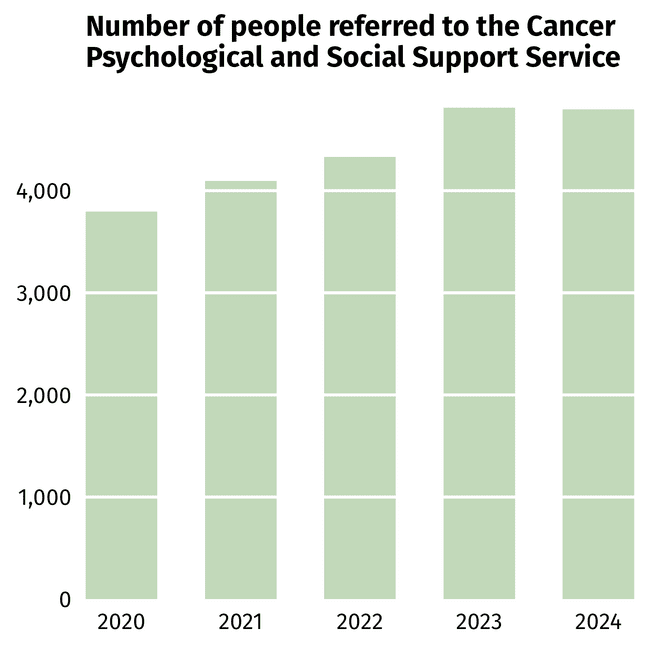 Number of people referred to the Cancer
Psychological and Social Support Service
4,000
3,000
2,000
1,000
0
2020 2021 2022 2023 2024